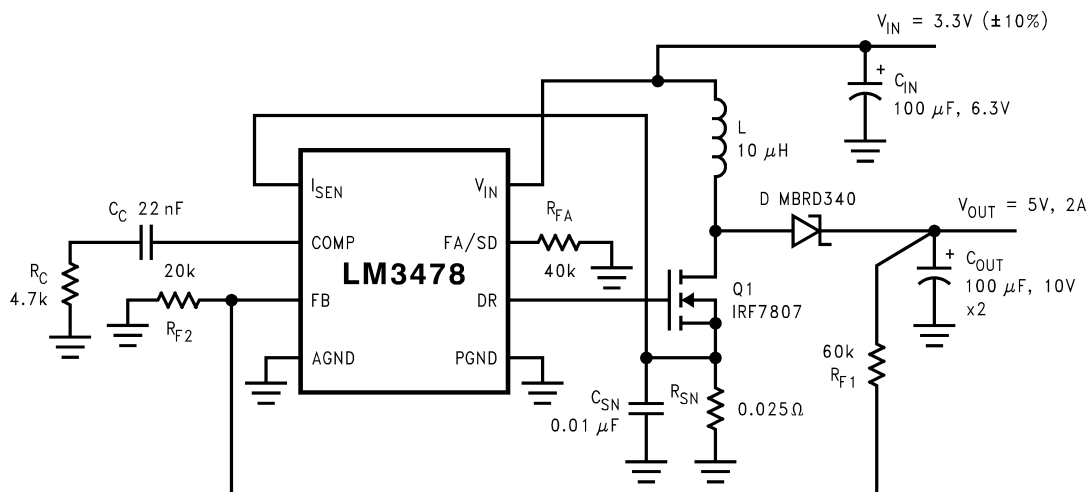 V_IN = 3.3V (±10%)
+
C_IN
100 μF, 6.3V
L
10 μH
I_SEN
V_IN
C_C 22 nF
R_FA
D MBRD340
V_OUT = 5V, 2A
COMP
FA/SD
+
C_OUT
100 μF, 10V
x2
R_C
4.7k
20k
LM3478
40k
FB
DR
Q1
IRF7807
R_F2
AGND
PGND
60k
R_F1
C_SN
0.01 μF
R_SN
0.025Ω